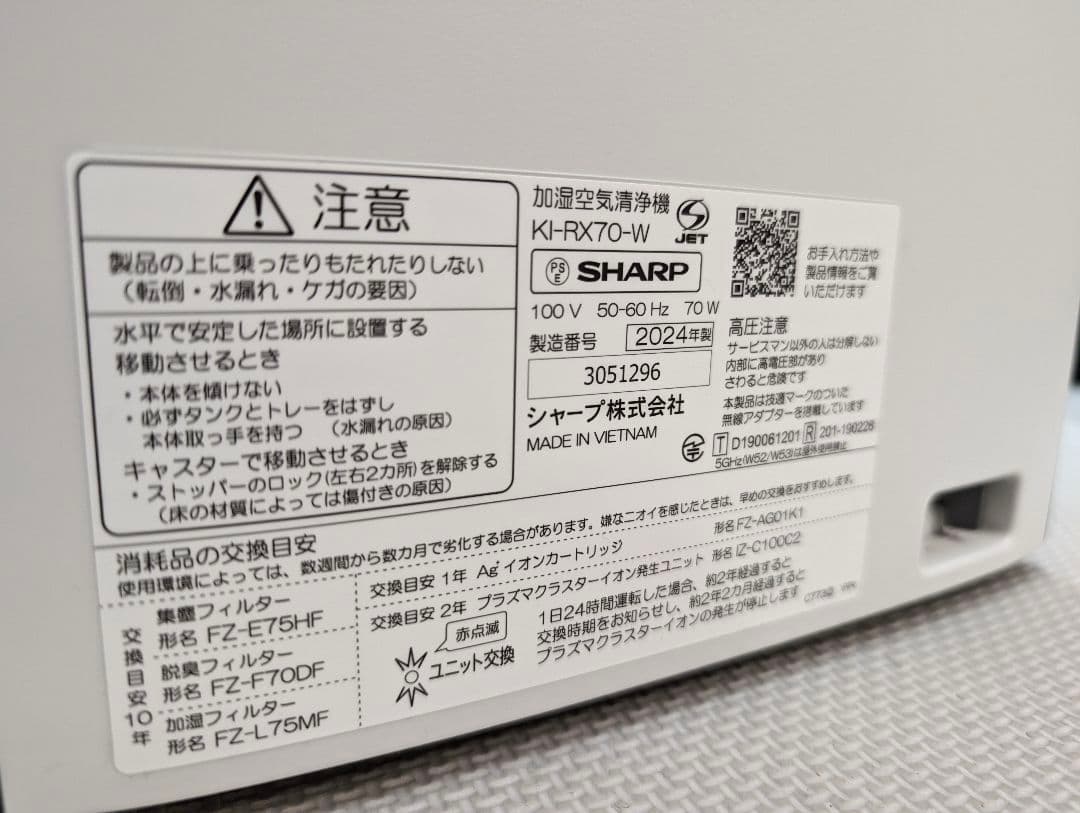 注意
製品の上に乗ったりもたれたりしない
（転倒・水漏れ・ケガの要因）
水平で安定した場所に設置する
移動させるとき
・本体を傾けない
・必ずタンクとトレーをはずし
本体取っ手を持つ （水漏れの原因）
キャスターで移動させるとき
・ストッパーのロック(左右2カ所)を解除する
（床の材質によっては傷付きの原因）
加湿空気清浄機
KI-RX70-W
JET
PSE SHARP
100 V 50-60 Hz 70 W
製造番号 2024年製
3051296
シャープ株式会社
MADE IN VIETNAM
お手入れ方法や
製品情報をご覧
いただけます
高圧注意
サービスマン以外の人は分解しない
内部に高電圧部があり
さわると危険です
本製品は技適マークのついた
無線アダプターを搭載しています
T D190061201 R 201-190226
5GHz(W52/W53)は屋外使用禁止
消耗品の交換目安
使用環境によっては、数週間から数カ月で劣化する場合があります。嫌なニオイを感じたときは、早めの交換をおすすめします。
交換目安10年
集塵フィルター
形名 FZ-E75HF
脱臭フィルター
形名 FZ-F70DF
加湿フィルター
形名 FZ-L75MF
交換目安 1年 Ag+イオンカートリッジ 形名 FZ-AG01K1
交換目安 2年 プラズマクラスターイオン発生ユニット 形名 IZ-C100C2
赤点滅
ユニット交換
1日24時間運転した場合、約2年経過すると
交換時期をお知らせし、約2年2カ月経過すると
プラズマクラスターイオンの発生が停止します